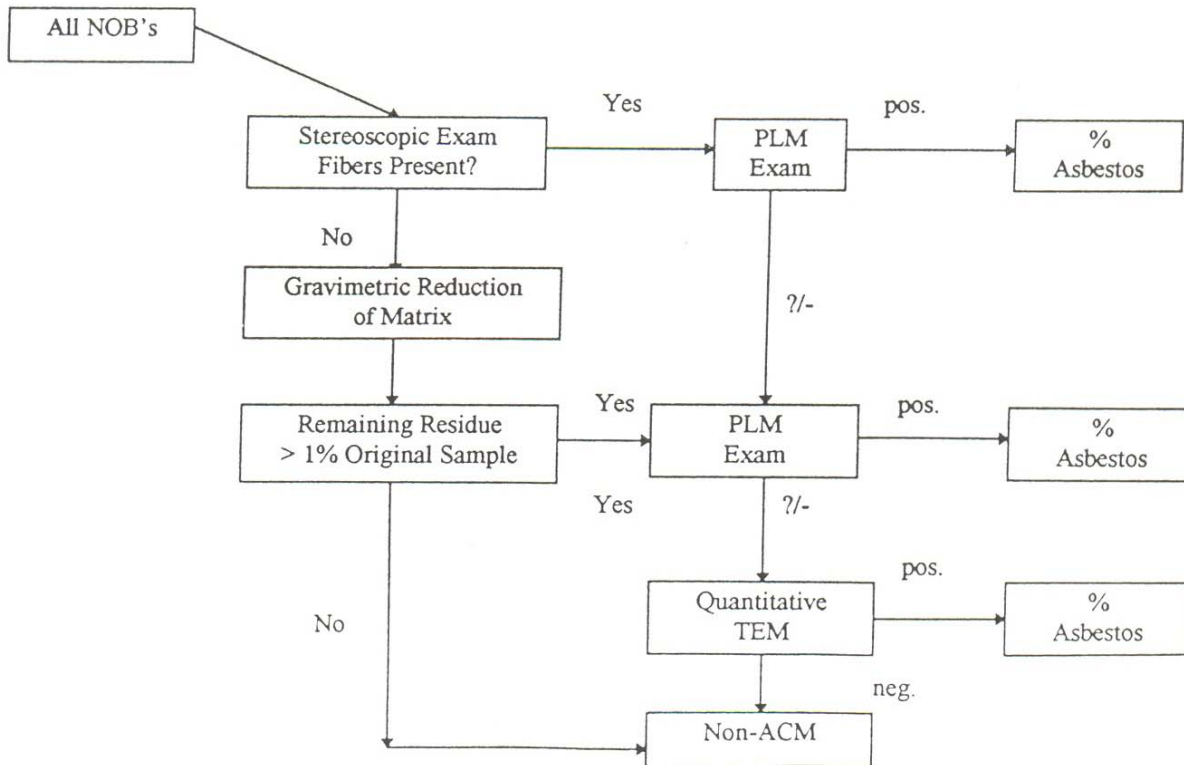 All NOB's
Stereoscopic Exam
Fibers Present?
Yes
PLM
Exam
pos.
%
Asbestos
No
Gravimetric Reduction
of Matrix
?/-
Remaining Residue
> 1% Original Sample
Yes
Yes
PLM
Exam
pos.
%
Asbestos
?/-
No
Quantitative
TEM
pos.
%
Asbestos
neg.
Non-ACM